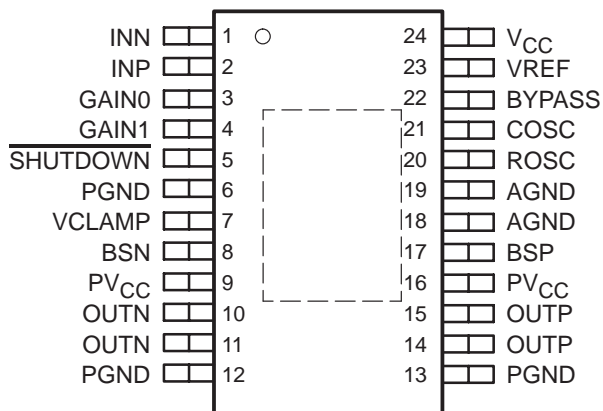 INN 1 24 VCC
INP 2 23 VREF
GAIN0 3 22 BYPASS
GAIN1 4 21 COSC
SHUTDOWN 5 20 ROSC
PGND 6 19 AGND
VCLAMP 7 18 AGND
BSN 8 17 BSP
PVCC 9 16 PVCC
OUTN 10 15 OUTP
OUTN 11 14 OUTP
PGND 12 13 PGND